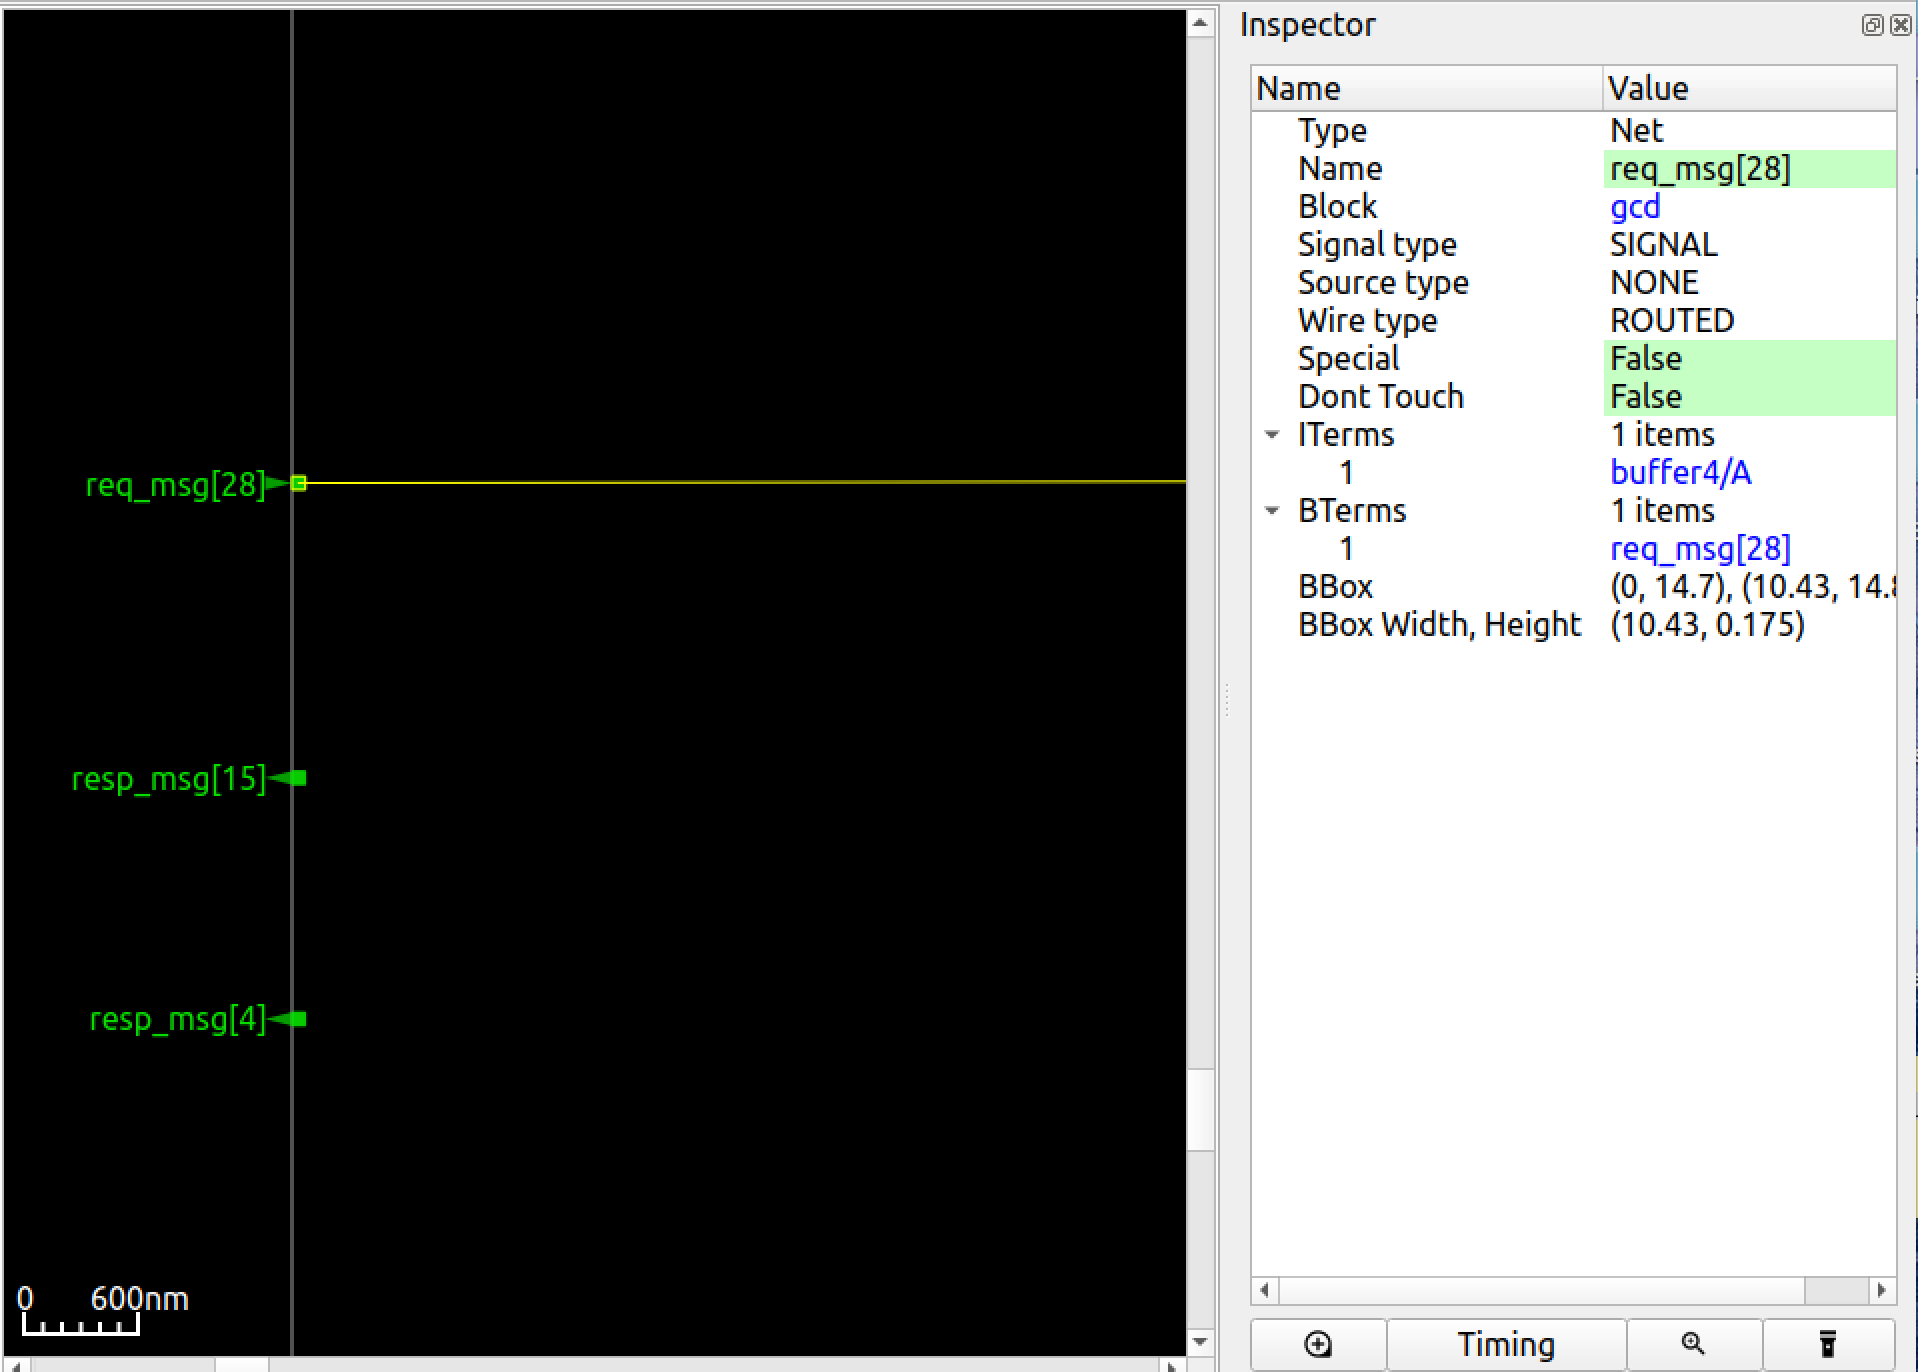 Inspector
Name Value
Type Net
Name req_msg[28]
Block gcd
Signal type SIGNAL
Source type NONE
Wire type ROUTED
Special False
Dont Touch False
ITerms 1 items
1 buffer4/A
BTerms 1 items
1 req_msg[28]
BBox (0, 14.7), (10.43, 14.8
BBox Width, Height (10.43, 0.175)
Timing
req_msg[28]
resp_msg[15]
resp_msg[4]
0 600nm